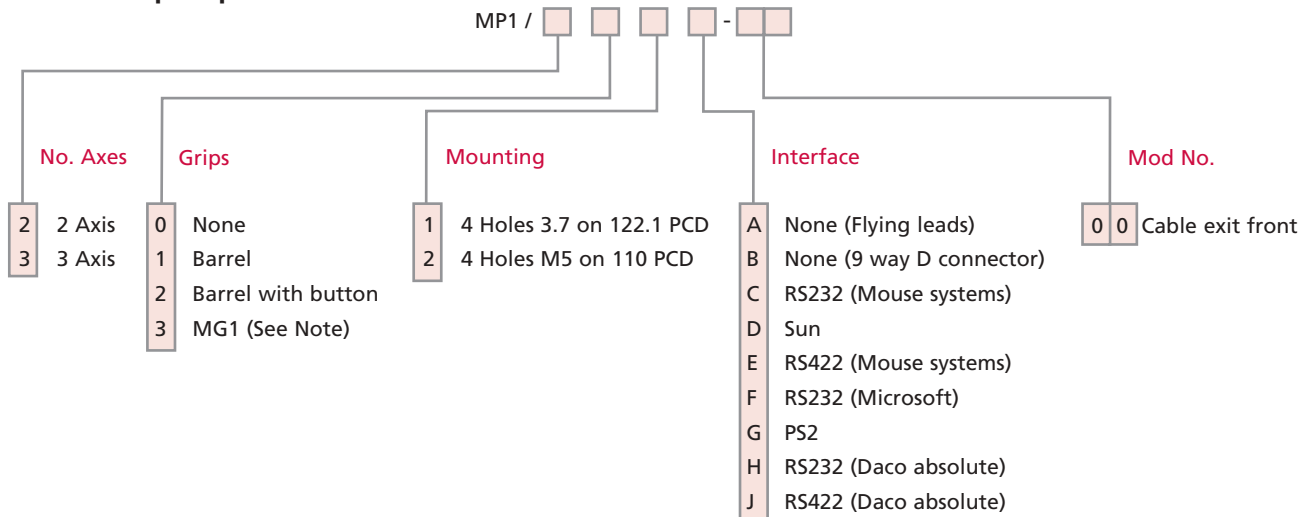 MP1 / -
No. Axes Grips Mounting Interface Mod No.
2 2 Axis 0 None 1 4 Holes 3.7 on 122.1 PCD A None (Flying leads) 0 0 Cable exit front
3 3 Axis 1 Barrel 2 4 Holes M5 on 110 PCD B None (9 way D connector)
2 Barrel with button C RS232 (Mouse systems)
3 MG1 (See Note) D Sun
E RS422 (Mouse systems)
F RS232 (Microsoft)
G PS2
H RS232 (Daco absolute)
J RS422 (Daco absolute)